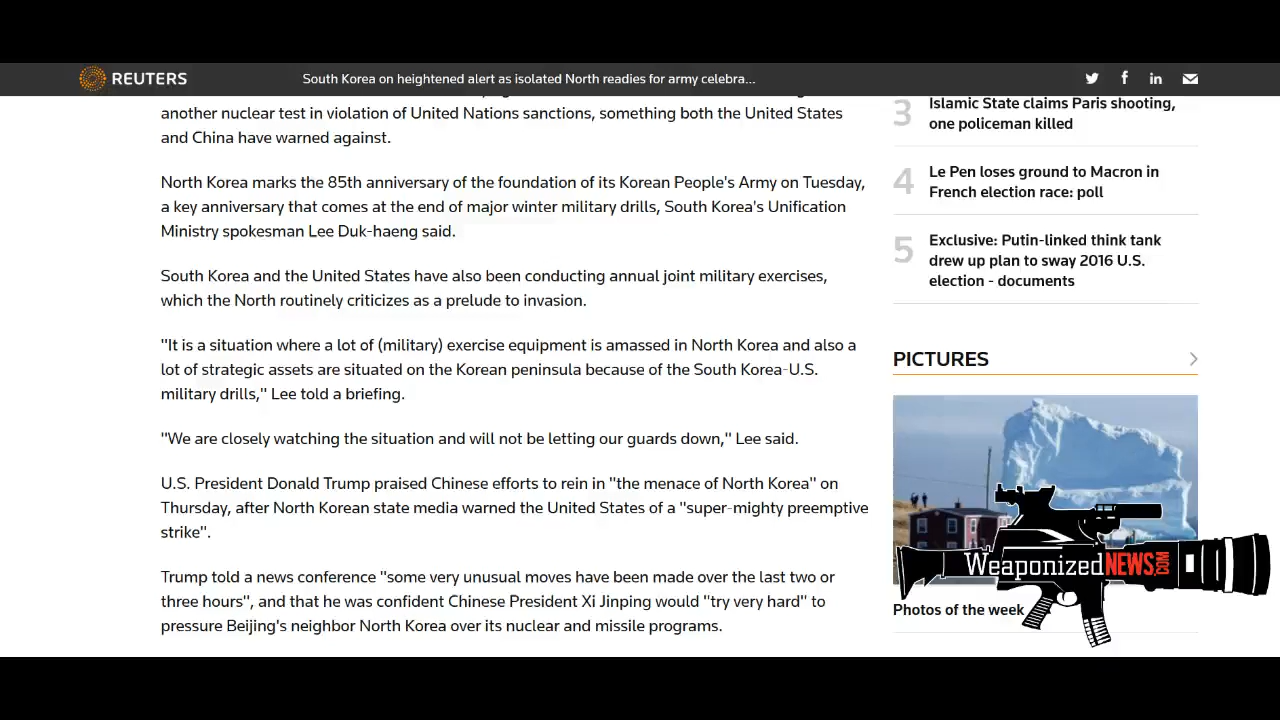 REUTERS
South Korea on heightened alert as isolated North readies for army celebra...
another nuclear test in violation of United Nations sanctions, something both the United States
and China have warned against.
North Korea marks the 85th anniversary of the foundation of its Korean People's Army on Tuesday,
a key anniversary that comes at the end of major winter military drills, South Korea's Unification
Ministry spokesman Lee Duk-haeng said.
South Korea and the United States have also been conducting annual joint military exercises,
which the North routinely criticizes as a prelude to invasion.
"It is a situation where a lot of (military) exercise equipment is amassed in North Korea and also a
lot of strategic assets are situated on the Korean peninsula because of the South Korea-U.S.
military drills," Lee told a briefing.
"We are closely watching the situation and will not be letting our guards down," Lee said.
U.S. President Donald Trump praised Chinese efforts to rein in "the menace of North Korea" on
Thursday, after North Korean state media warned the United States of a "super-mighty preemptive
strike".
Trump told a news conference "some very unusual moves have been made over the last two or
three hours", and that he was confident Chinese President Xi Jinping would "try very hard" to
pressure Beijing's neighbor North Korea over its nuclear and missile programs.
3
Islamic State claims Paris shooting,
one policeman killed
4
Le Pen loses ground to Macron in
French election race: poll
5
Exclusive: Putin-linked think tank
drew up plan to sway 2016 U.S.
election - documents
PICTURES
WeaponizedNEWS.COM
Photos of the week